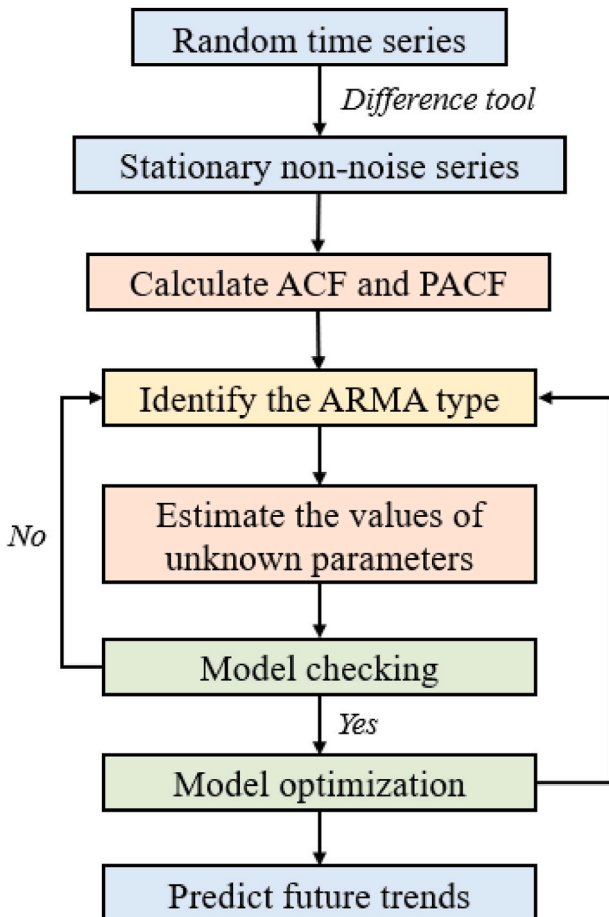 Random time series
Difference tool
Stationary non-noise series
Calculate ACF and PACF
Identify the ARMA type
Estimate the values of
unknown parameters
No
Model checking
Yes
Model optimization
Predict future trends